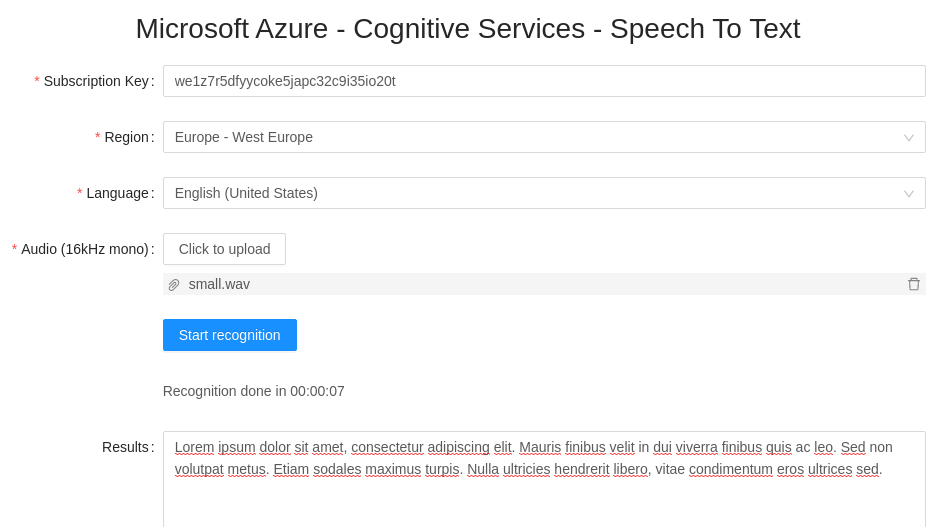 Microsoft Azure - Cognitive Services - Speech To Text
* Subscription Key: we1z7r5dfyycoke5japc32c9i35io20t
* Region: Europe - West Europe
* Language: English (United States)
* Audio (16kHz mono): Click to upload
small.wav
Start recognition
Recognition done in 00:00:07
Results: Lorem ipsum dolor sit amet, consectetur adipiscing elit. Mauris finibus velit in dui viverra finibus quis ac leo. Sed non
volutpat metus. Etiam sodales maximus turpis. Nulla ultricies hendrerit libero, vitae condimentum eros ultrices sed.